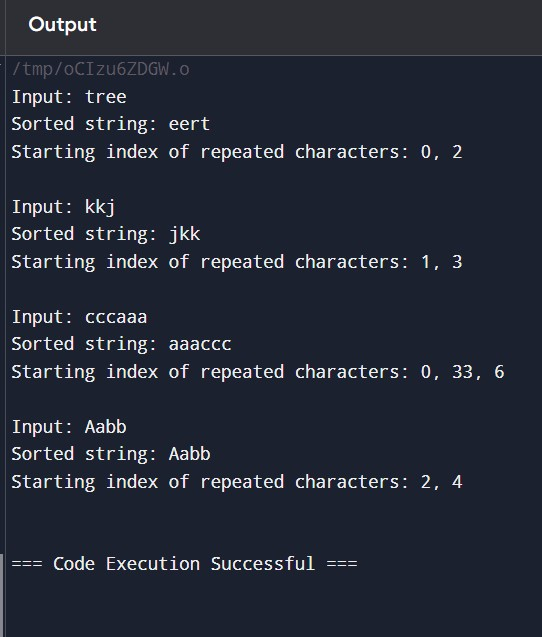 Output
/tmp/oCIzu6ZDGW.o
Input: tree
Sorted string: eert
Starting index of repeated characters: 0, 2
Input: kkj
Sorted string: jkk
Starting index of repeated characters: 1, 3
Input: cccaaa
Sorted string: aaaccc
Starting index of repeated characters: 0, 33, 6
Input: Aabb
Sorted string: Aabb
Starting index of repeated characters: 2, 4
=== Code Execution Successful ===